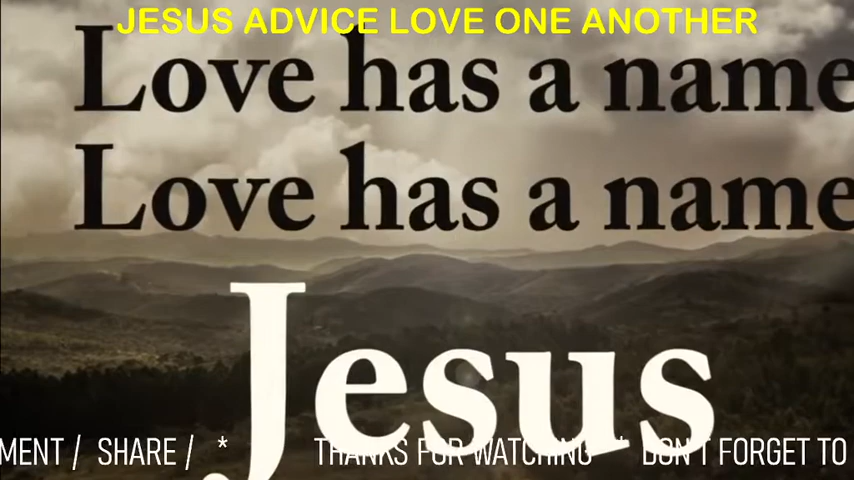 JESUS ADVICE LOVE ONE ANOTHER
Love has a name
Love has a name
Jesus
MENT / SHARE / * THANKS FOR WATCHING * DON'T FORGET TO